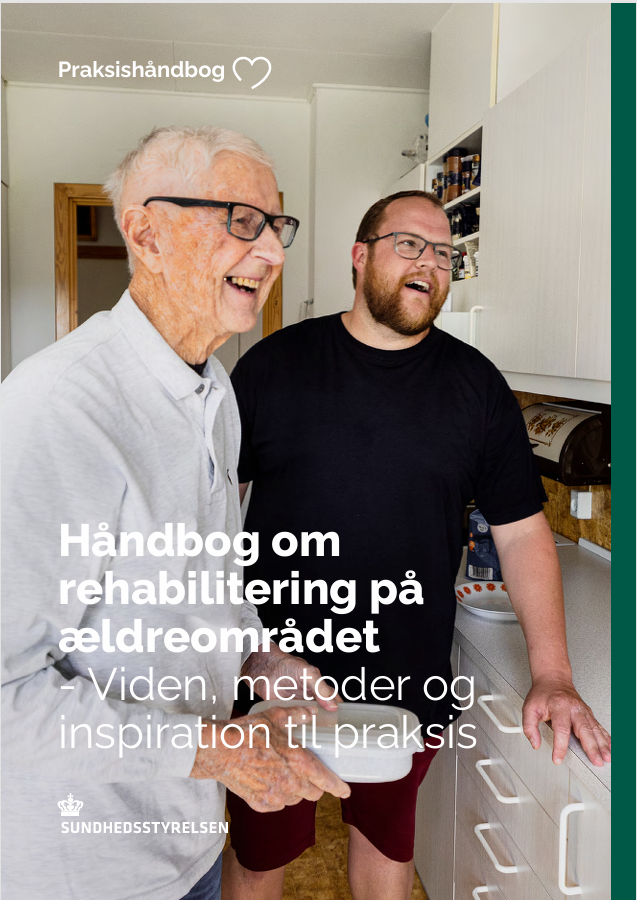 Praksishåndbog
Håndbog om
rehabilitering på
ældreområdet
- Viden, metoder og
inspiration til praksis
SUNDHEDSSTYRELSEN